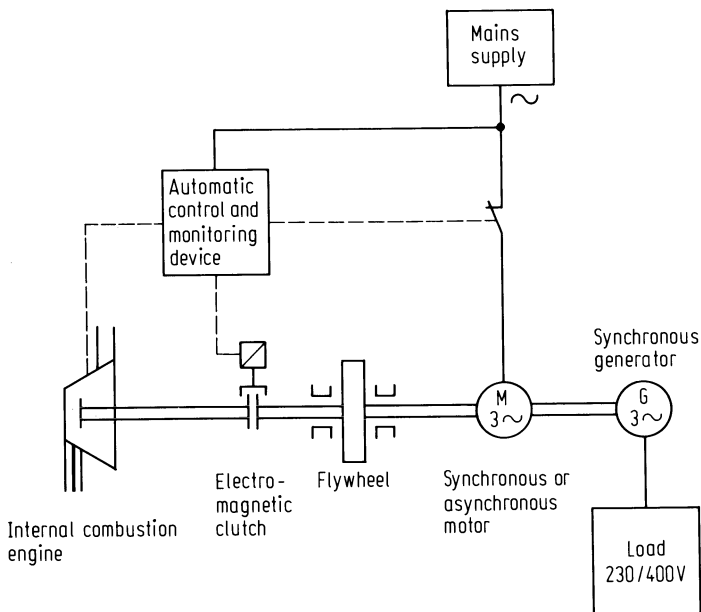 Mains
supply
~
Automatic
control and
monitoring
device
Synchronous
generator
M
3~
G
3~
Electro-
magnetic
clutch
Flywheel
Synchronous or
asynchronous
motor
Internal combustion
engine
Load
230/400V